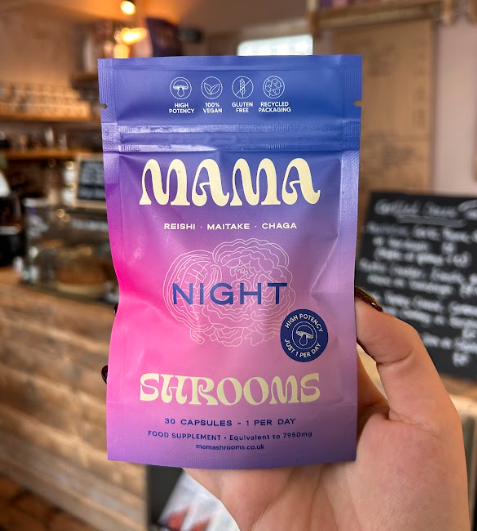 HIGH
POTENCY
100%
VEGAN
GLUTEN
FREE
RECYCLED
PACKAGING
MAMA
REISHI · MAITAKE · CHAGA
NIGHT
HIGH POTENCY
JUST 1 PER DAY
SHROOMS
30 CAPSULES - 1 PER DAY
FOOD SUPPLEMENT · Equivalent to 7950mg
mamashrooms.co.uk